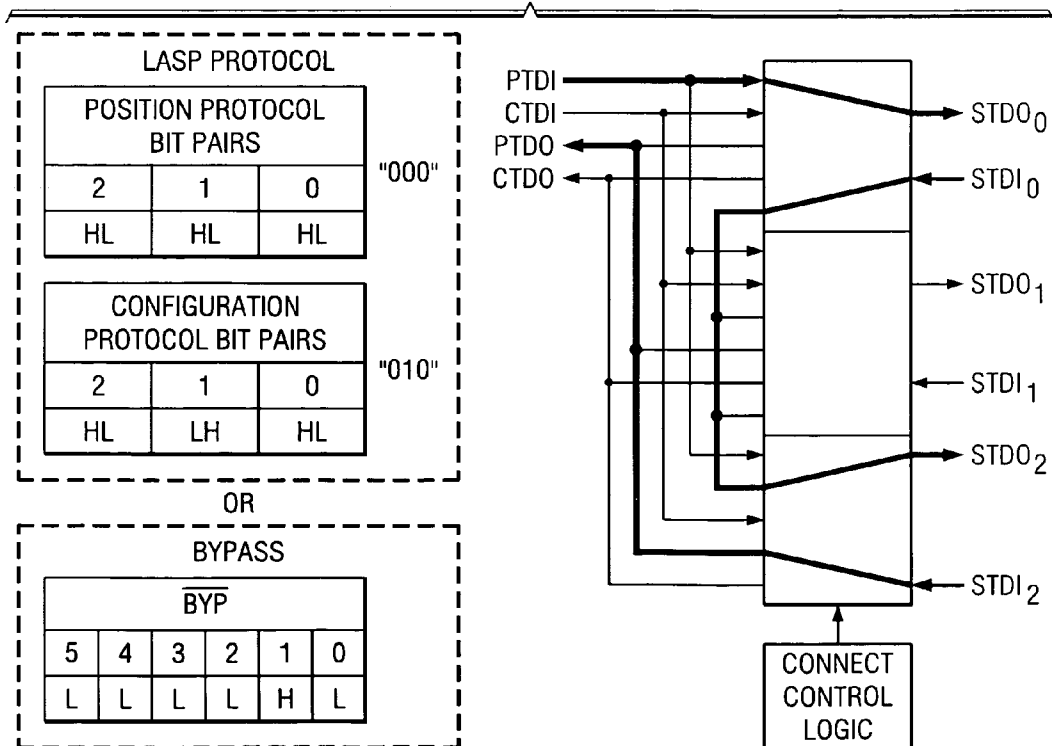 LASP PROTOCOL
POSITION PROTOCOL
BIT PAIRS
2 1 0
HL HL HL
"000"
CONFIGURATION
PROTOCOL BIT PAIRS
2 1 0
HL LH HL
"010"
OR
BYPASS
BYP
5 4 3 2 1 0
L L L L H L
PTDI
CTDI
PTDO
CTDO
STDO0
STDI0
STDO1
STDI1
STDO2
STDI2
CONNECT
CONTROL
LOGIC